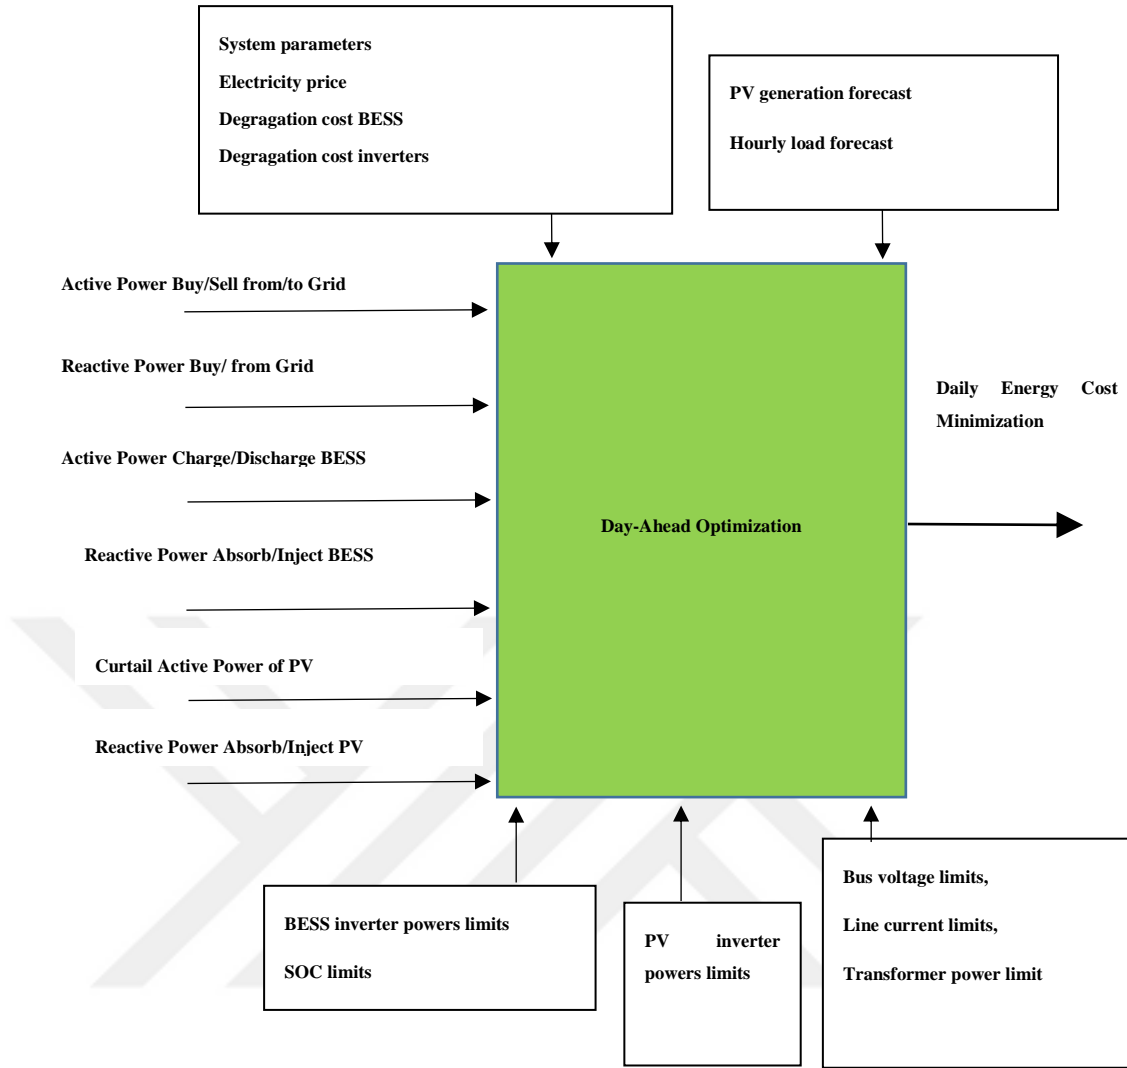 System parameters
Electricity price
Degragation cost BESS
Degragation cost inverters
PV generation forecast
Hourly load forecast
Active Power Buy/Sell from/to Grid
Reactive Power Buy/ from Grid
Active Power Charge/Discharge BESS
Reactive Power Absorb/Inject BESS
Curtail Active Power of PV
Reactive Power Absorb/Inject PV
Day-Ahead Optimization
Daily Energy Cost
Minimization
BESS inverter powers limits
SOC limits
PV inverter
powers limits
Bus voltage limits,
Line current limits,
Transformer power limit